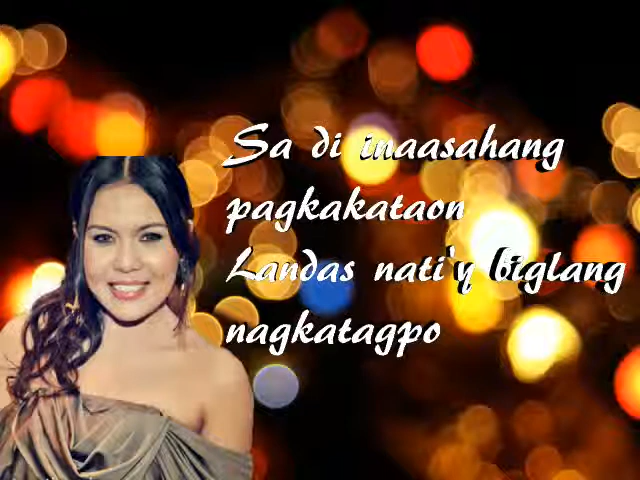 Sa di inaasahang
pagkakataon
Landas nati'y biglang
nagkatagpo